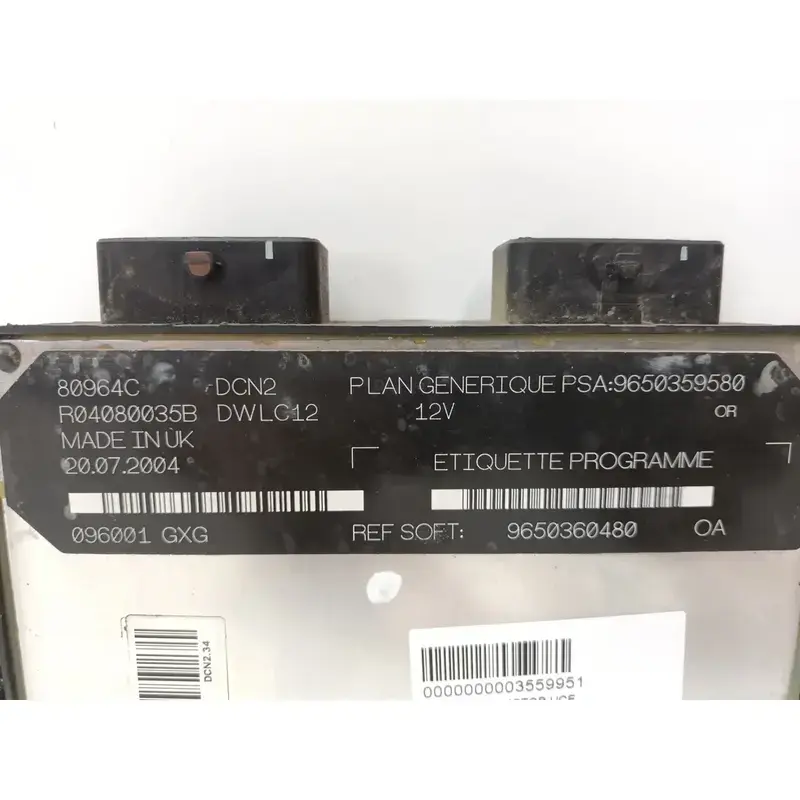 80964C DCN2 PLAN GENERIQUE PSA:9650359580
R04080035B DWLC12 12V OR
MADE IN UK
20.07.2004 ETIQUETTE PROGRAMME
096001 GXG REF SOFT: 9650360480 OA
DCN2.34
0000000003559951